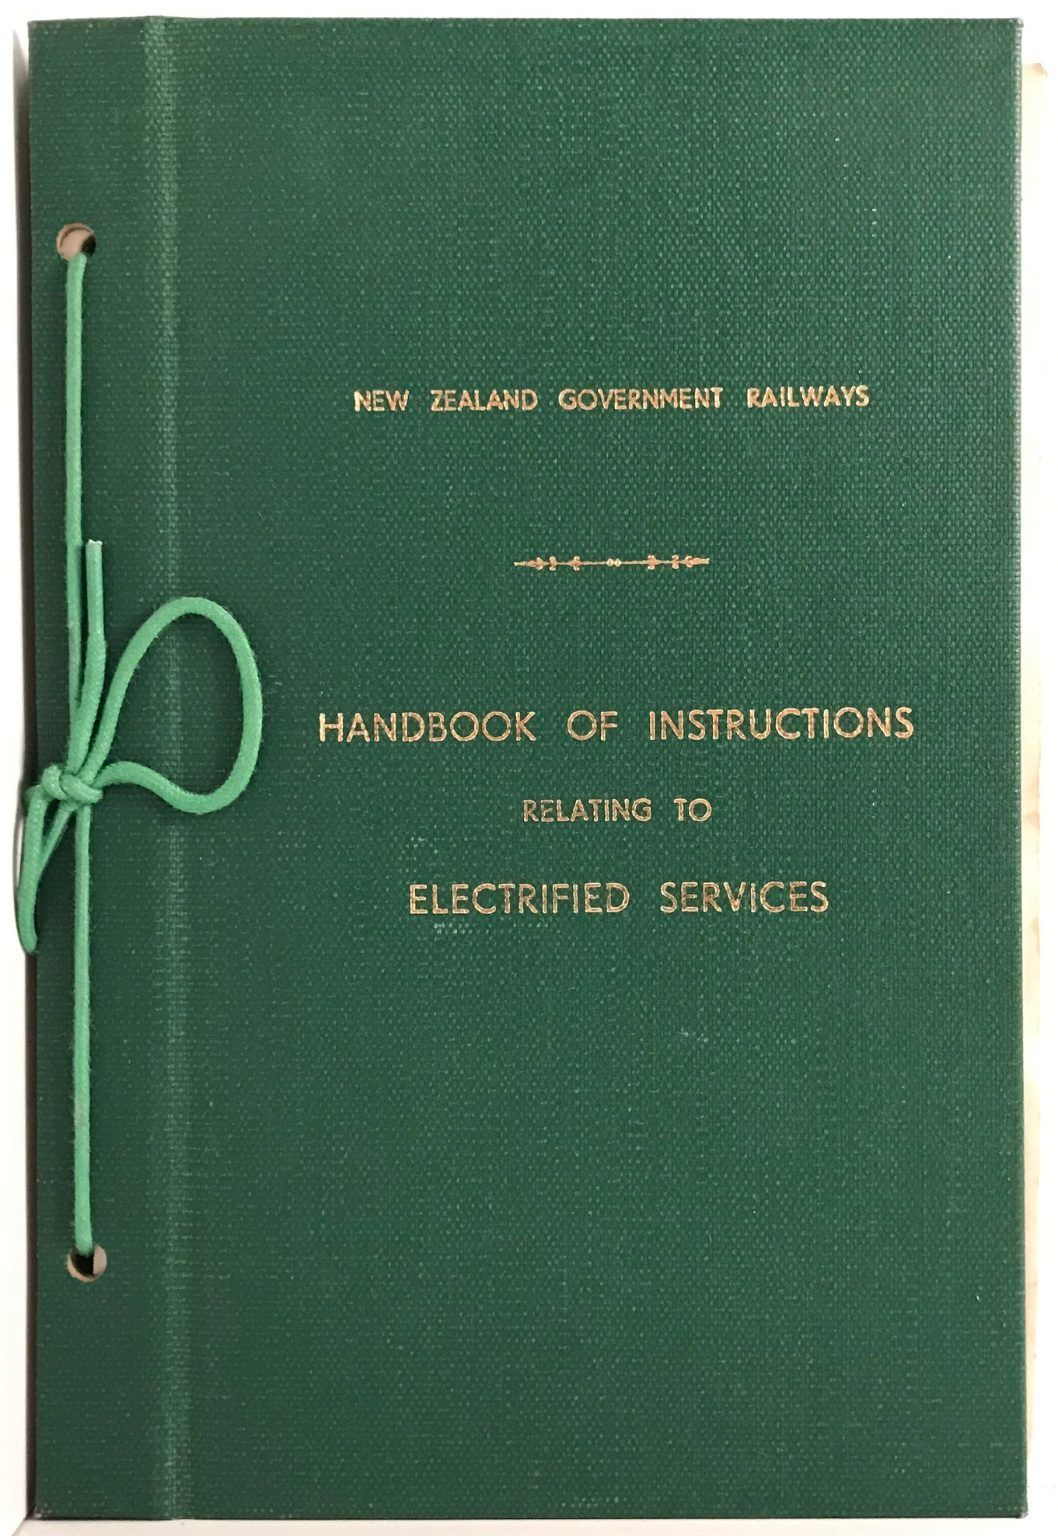 NEW ZEALAND GOVERNMENT RAILWAYS
HANDBOOK OF INSTRUCTIONS
RELATING TO
ELECTRIFIED SERVICES